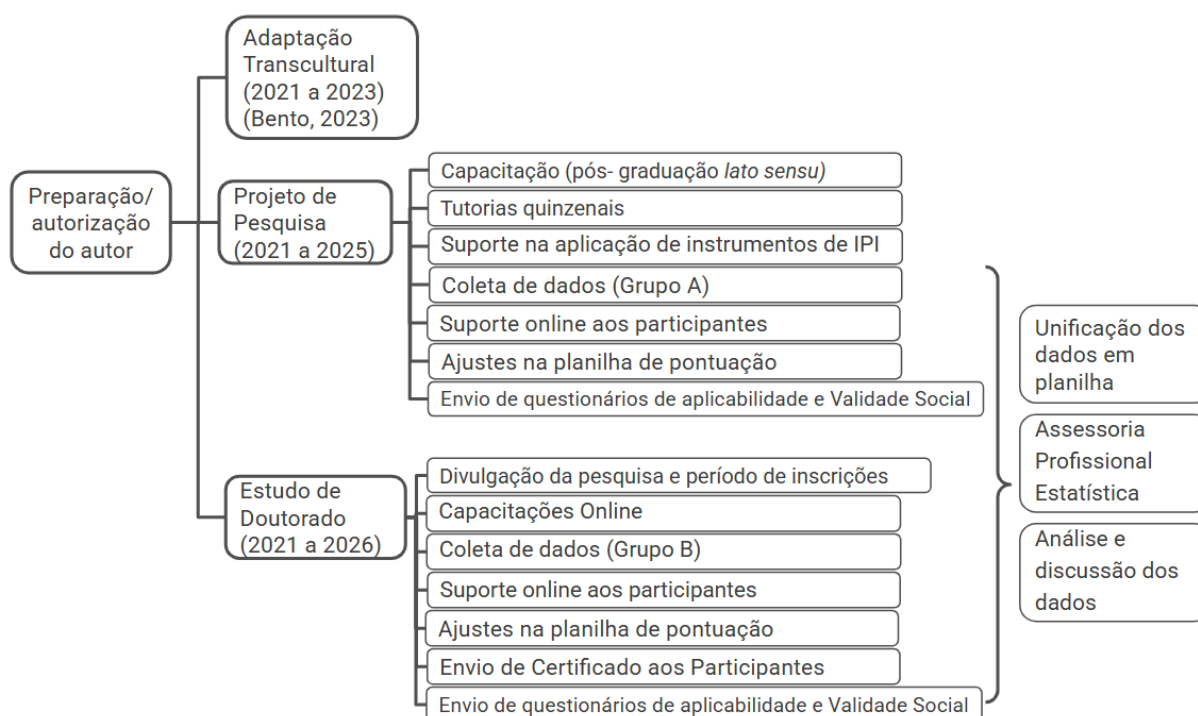 Preparação/
autorização
do autor
Adaptação
Transcultural
(2021 a 2023)
(Bento, 2023)
Projeto de
Pesquisa
(2021 a 2025)
Capacitação (pós- graduação lato sensu)
Tutorias quinzenais
Suporte na aplicação de instrumentos de IPI
Coleta de dados (Grupo A)
Suporte online aos participantes
Ajustes na planilha de pontuação
Envio de questionários de aplicabilidade e Validade Social
Estudo de
Doutorado
(2021 a 2026)
Divulgação da pesquisa e período de inscrições
Capacitações Online
Coleta de dados (Grupo B)
Suporte online aos participantes
Ajustes na planilha de pontuação
Envio de Certificado aos Participantes
Envio de questionários de aplicabilidade e Validade Social
Unificação dos
dados em
planilha
Assessoria
Profissional
Estatística
Análise e
discussão dos
dados